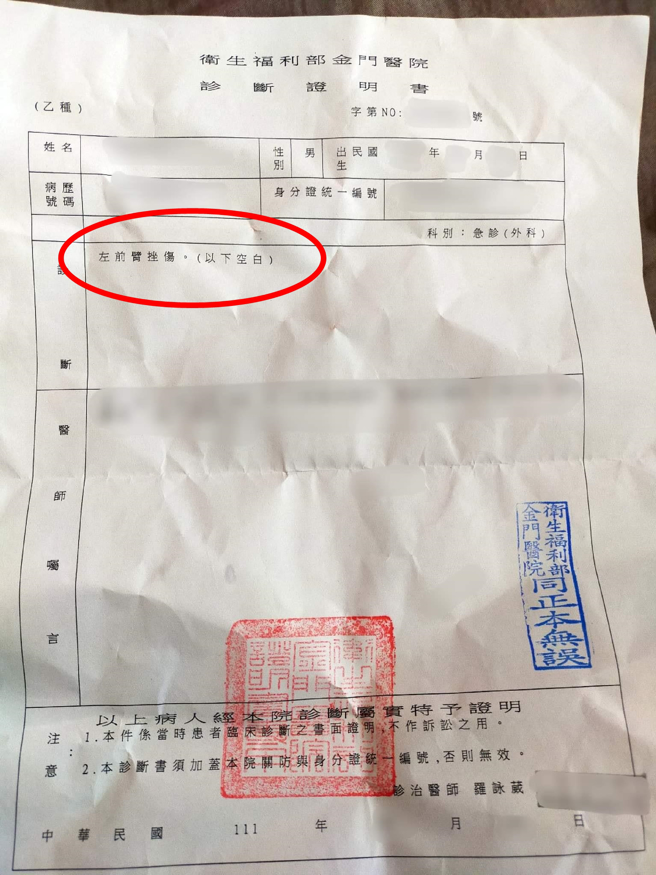 衛生福利部金門醫院
診斷證明書
(乙種) 字第NO: 號
姓名 性別 男 出生 民國 年 月 日
病歷號碼 身分證統一編號
科別：急診(外科)
診斷 左前臂挫傷。(以下空白)
醫師囑言
衛生福利部
金門醫院
同正本無誤
以上病人經本院診斷屬實特予證明
注意：1.本件係當時患者臨床診斷之書面證明,不作訴訟之用。
2.本診斷書須加蓋本院關防與身分證統一編號,否則無效。
診治醫師 羅詠葳
中華民國 111 年 月 日